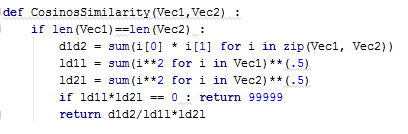 def CosinosSimilarity(Vec1,Vec2) :
    if len(Vec1)==len(Vec2) :
        d1d2 = sum(i[0] * i[1] for i in zip(Vec1, Vec2))
        ld1l = sum(i**2 for i in Vec1)**(.5)
        ld2l = sum(i**2 for i in Vec2)**(.5)
        if ld1l*ld2l == 0 : return 99999
        return d1d2/ld1l*ld2l